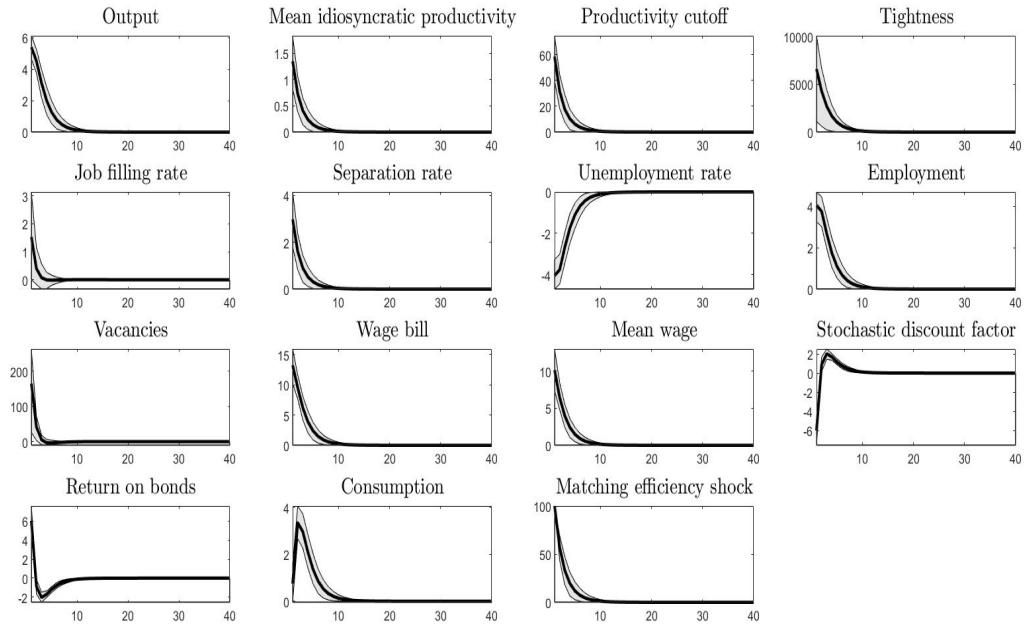 Output
Mean idiosyncratic productivity
Productivity cutoff
Tightness
6
4
2
0
10 20 30 40
1.5
1
0.5
0
10 20 30 40
60
40
20
0
10 20 30 40
10000
5000
0
10 20 30 40
Job filling rate
Separation rate
Unemployment rate
Employment
3
2
1
0
10 20 30 40
4
2
0
10 20 30 40
0
-2
-4
10 20 30 40
4
2
0
10 20 30 40
Vacancies
Wage bill
Mean wage
Stochastic discount factor
200
100
0
10 20 30 40
15
10
5
0
10 20 30 40
10
5
0
10 20 30 40
2
0
-2
-4
-6
10 20 30 40
Return on bonds
Consumption
Matching efficiency shock
6
4
2
0
-2
10 20 30 40
4
2
0
10 20 30 40
100
50
0
10 20 30 40